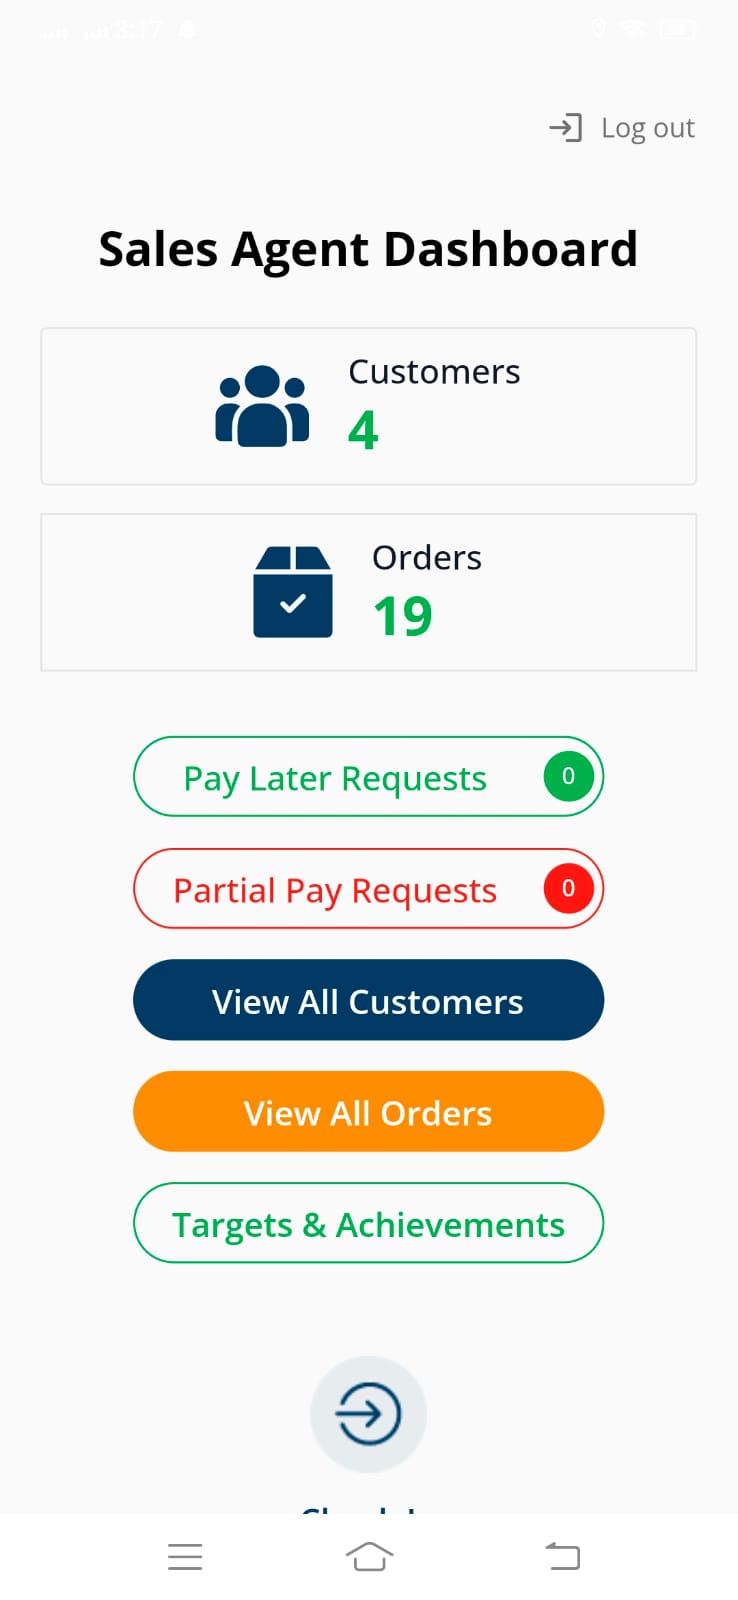 3:17
Log out
Sales Agent Dashboard
Customers
4
Orders
19
Pay Later Requests 0
Partial Pay Requests 0
View All Customers
View All Orders
Targets & Achievements